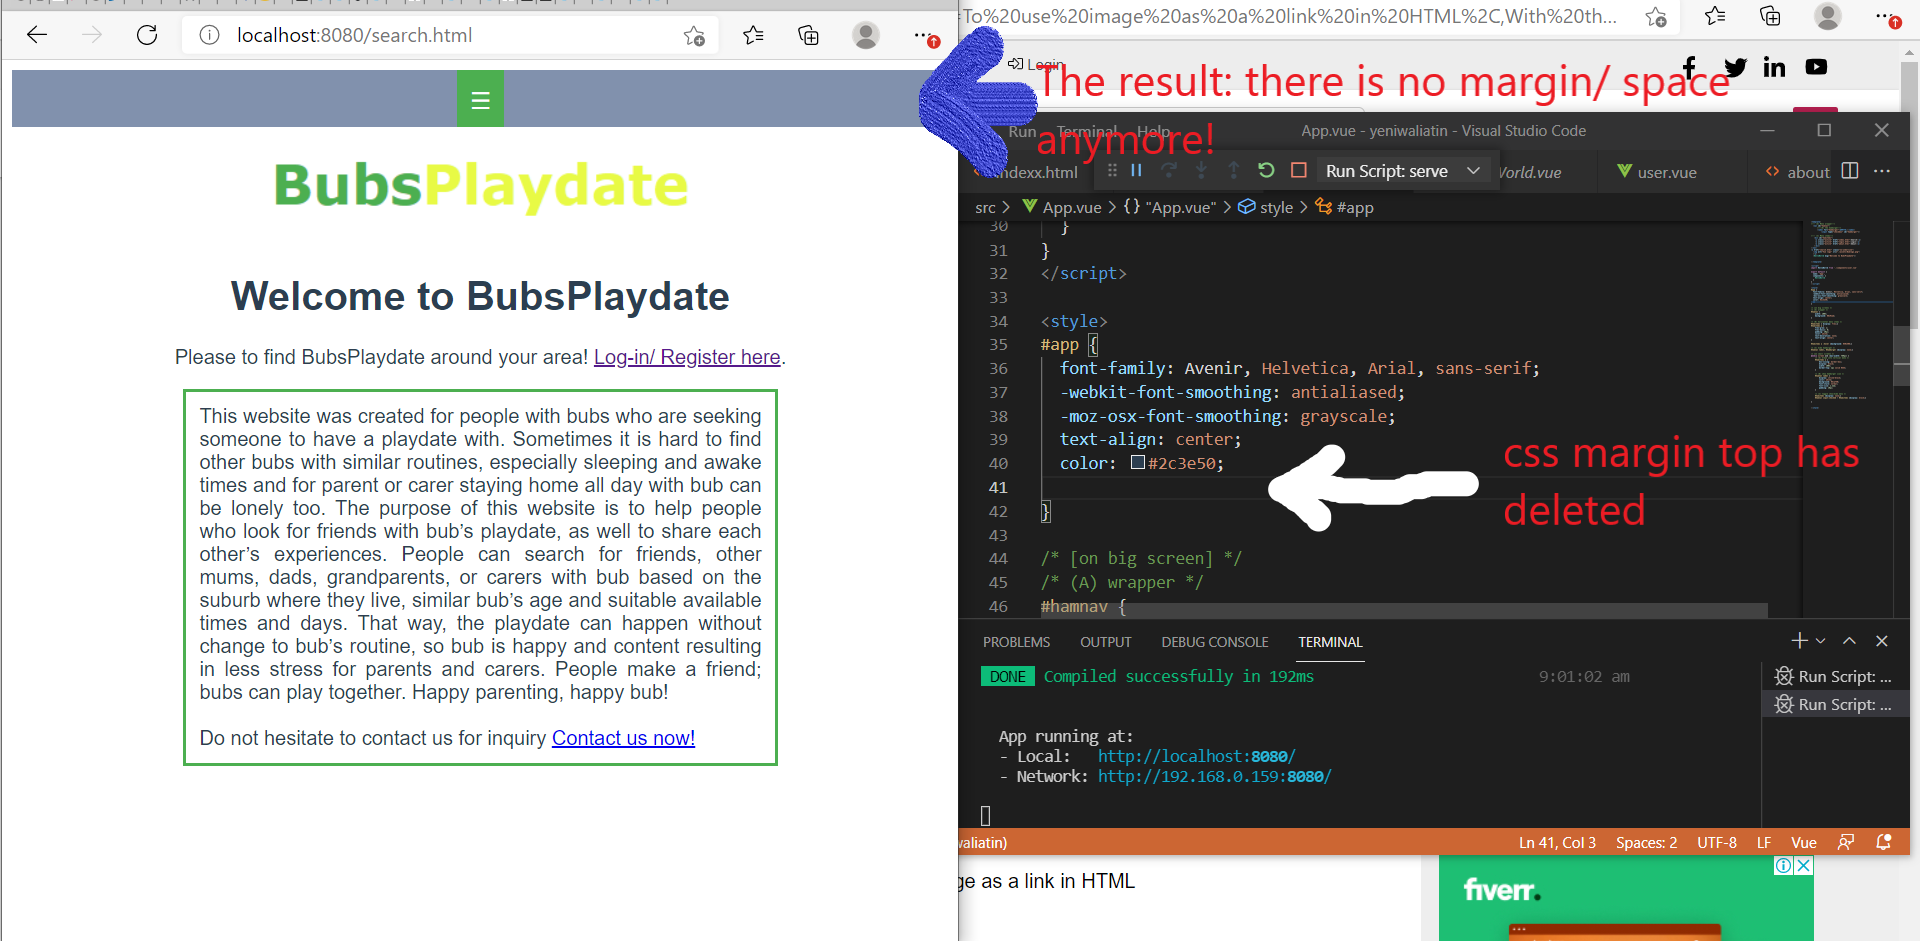 localhost:8080/search.html
=To%20use%20image%20as%20a%20link%20in%20HTML%2C,With%20th...
Login
The result: there is no margin/ space
anymore!
Run Terminal Help
App.vue - yeniwaliatin - Visual Studio Code
ndexx.html
Run Script: serve
World.vue
user.vue
about
src > App.vue > {} "App.vue" > style > #app
☰
BubsPlaydate
Welcome to BubsPlaydate
Please to find BubsPlaydate around your area! Log-in/ Register here.
This website was created for people with bubs who are seeking
someone to have a playdate with. Sometimes it is hard to find
other bubs with similar routines, especially sleeping and awake
times and for parent or carer staying home all day with bub can
be lonely too. The purpose of this website is to help people
who look for friends with bub’s playdate, as well to share each
other’s experiences. People can search for friends, other
mums, dads, grandparents, or carers with bub based on the
suburb where they live, similar bub’s age and suitable available
times and days. That way, the playdate can happen without
change to bub’s routine, so bub is happy and content resulting
in less stress for parents and carers. People make a friend;
bubs can play together. Happy parenting, happy bub!
Do not hesitate to contact us for inquiry Contact us now!
30 }
31 }
32 </script>
33
34 <style>
35 #app {
36 font-family: Avenir, Helvetica, Arial, sans-serif;
37 -webkit-font-smoothing: antialiased;
38 -moz-osx-font-smoothing: grayscale;
39 text-align: center;
40 color: #2c3e50;
41
42 }
43
44 /* [on big screen] */
45 /* (A) wrapper */
46 #hamnav {
css margin top has
deleted
PROBLEMS OUTPUT DEBUG CONSOLE TERMINAL
DONE Compiled successfully in 192ms 9:01:02 am
App running at:
- Local: http://localhost:8080/
- Network: http://192.168.0.159:8080/
Run Script: ...
Run Script: ...
waliatin)
Ln 41, Col 3 Spaces: 2 UTF-8 LF Vue
ge as a link in HTML
fiverr.